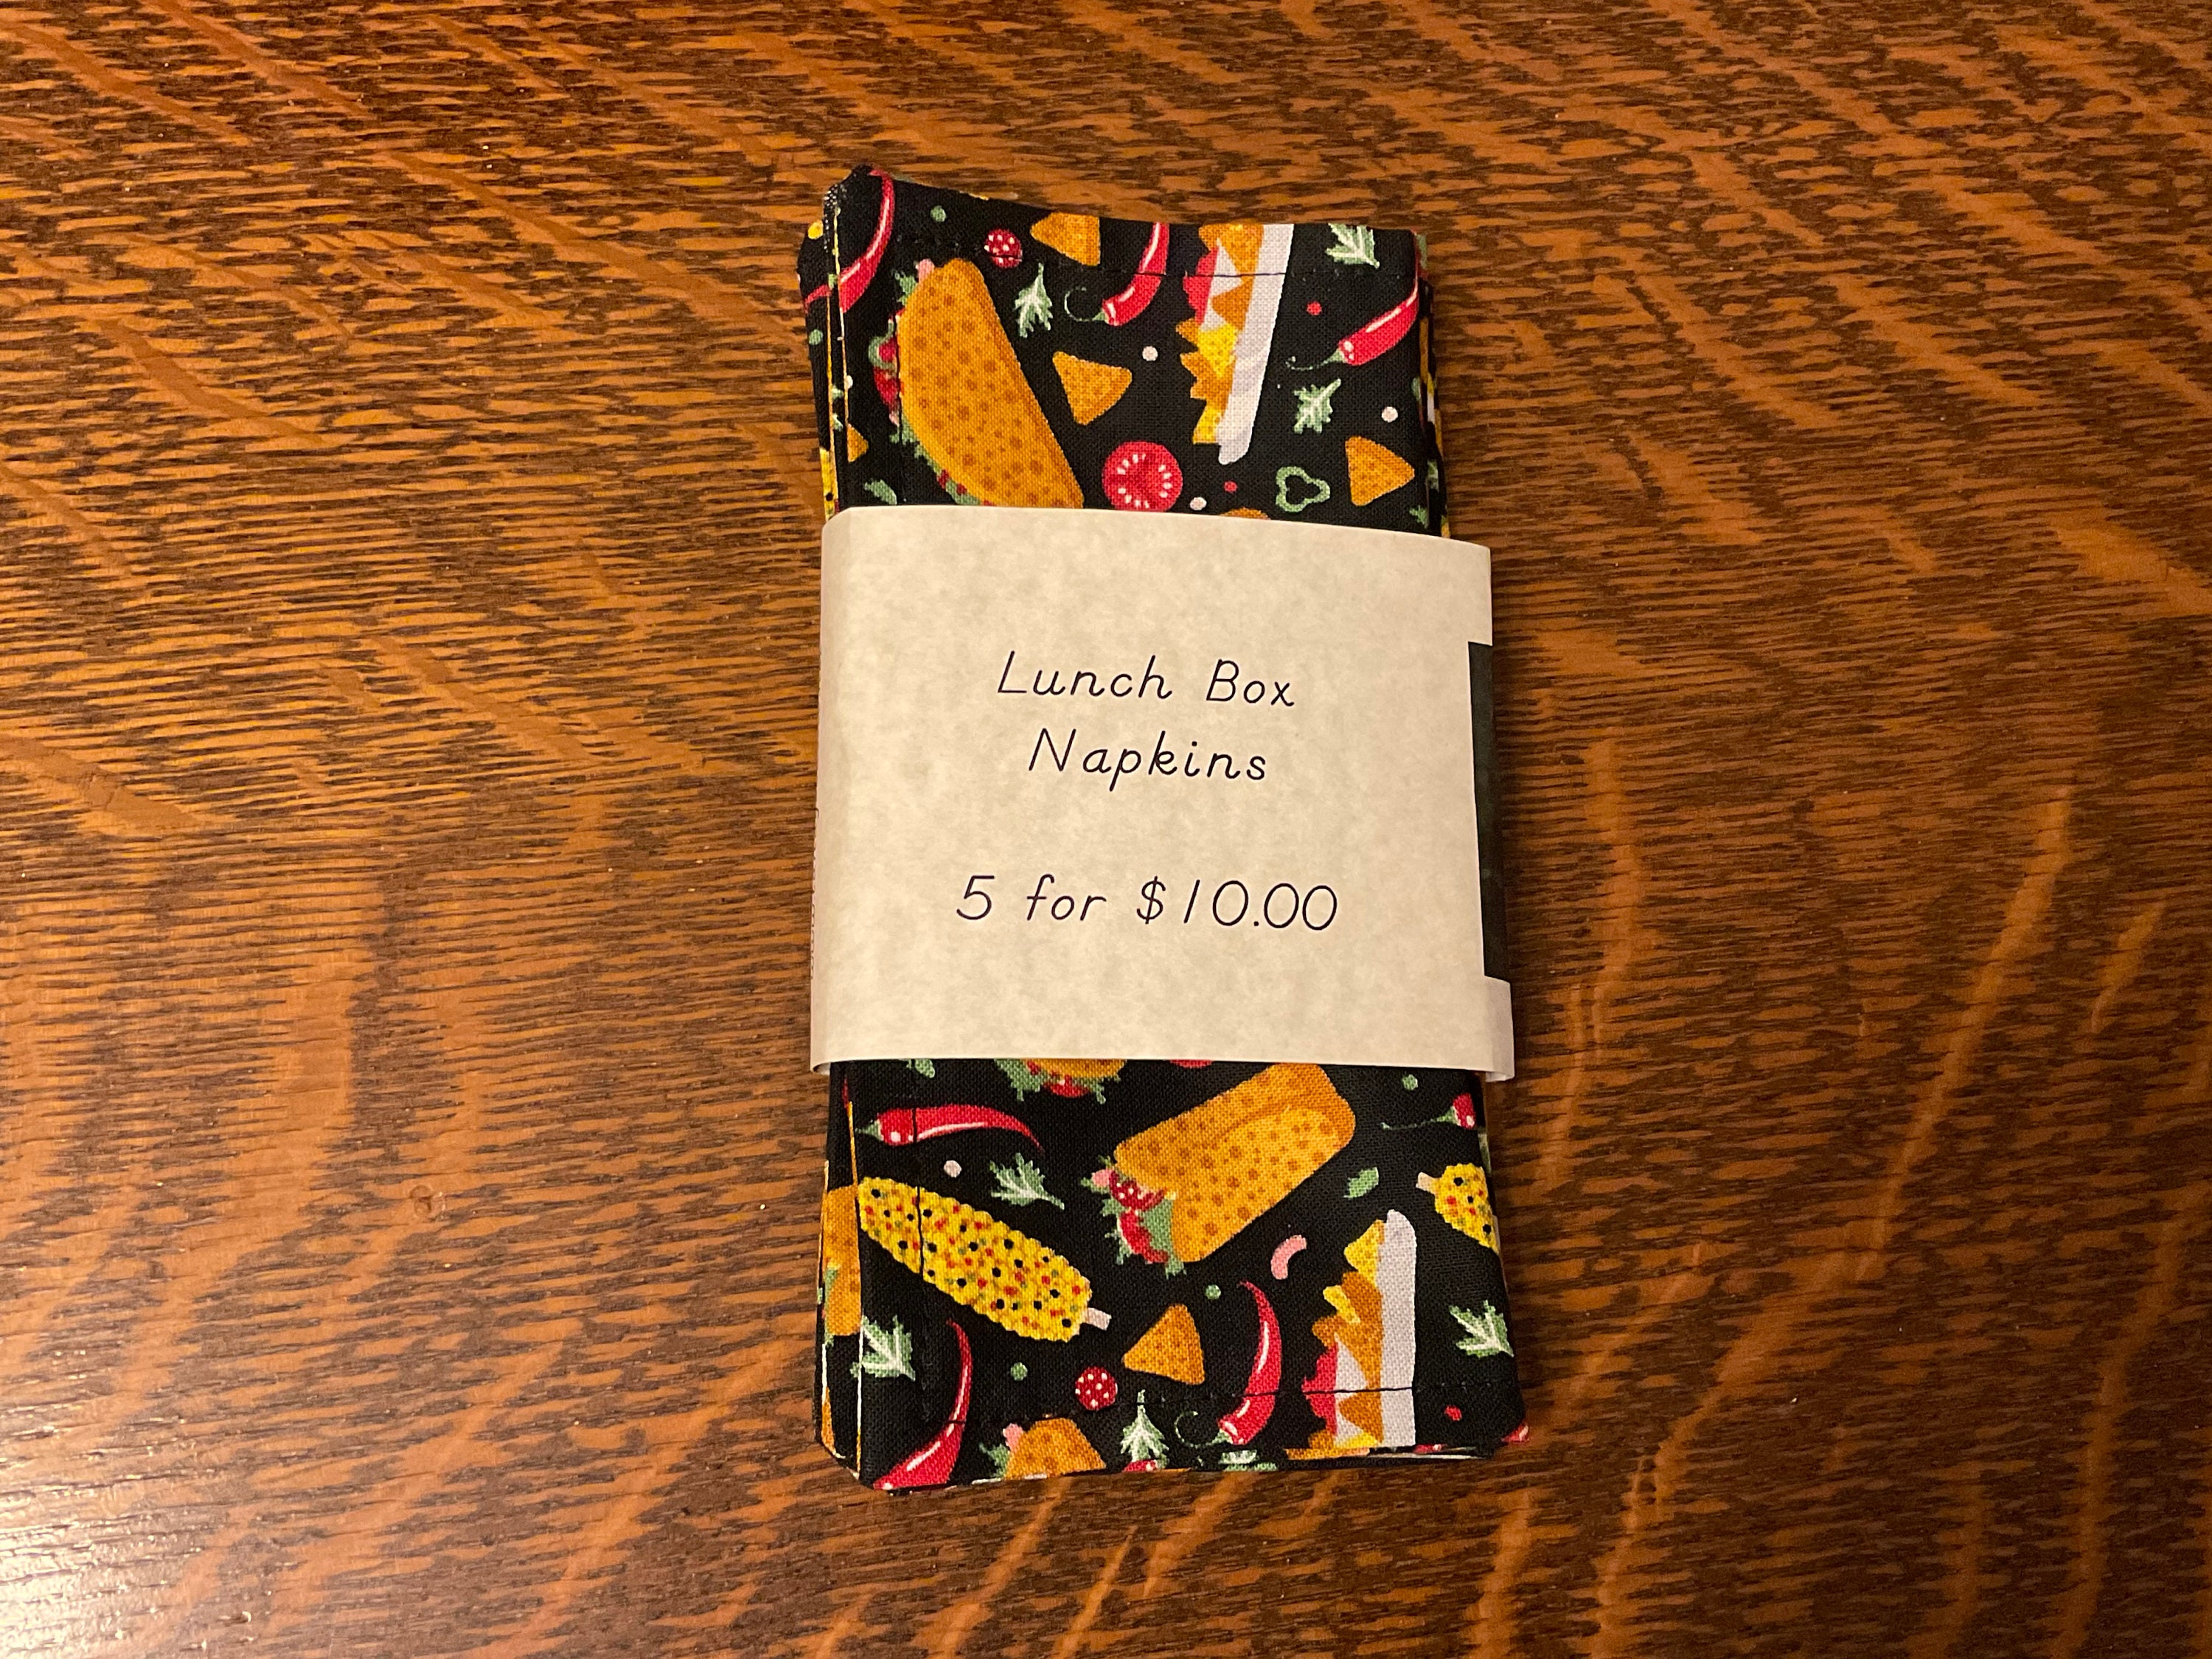 Lunch Box
Napkins
5 for $10.00